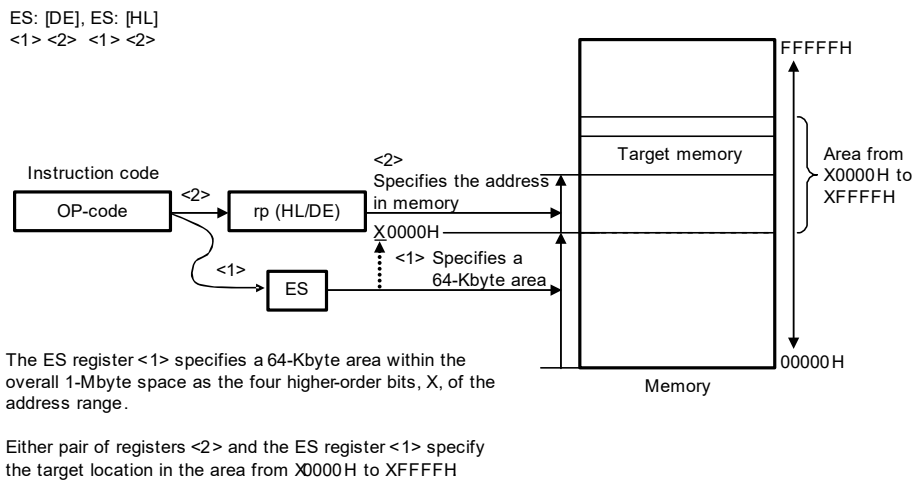 ES: [DE], ES: [HL]
<1> <2> <1> <2>
FFFFFH
Target memory
Area from
X0000H to
XFFFFH
<2>
Specifies the address
in memory
Instruction code
OP-code
<2>
rp (HL/DE)
X0000H
<1> Specifies a
64-Kbyte area
<1>
ES
00000H
Memory
The ES register <1> specifies a 64-Kbyte area within the
overall 1-Mbyte space as the four higher-order bits, X, of the
address range.
Either pair of registers <2> and the ES register <1> specify
the target location in the area from X0000H to XFFFFH